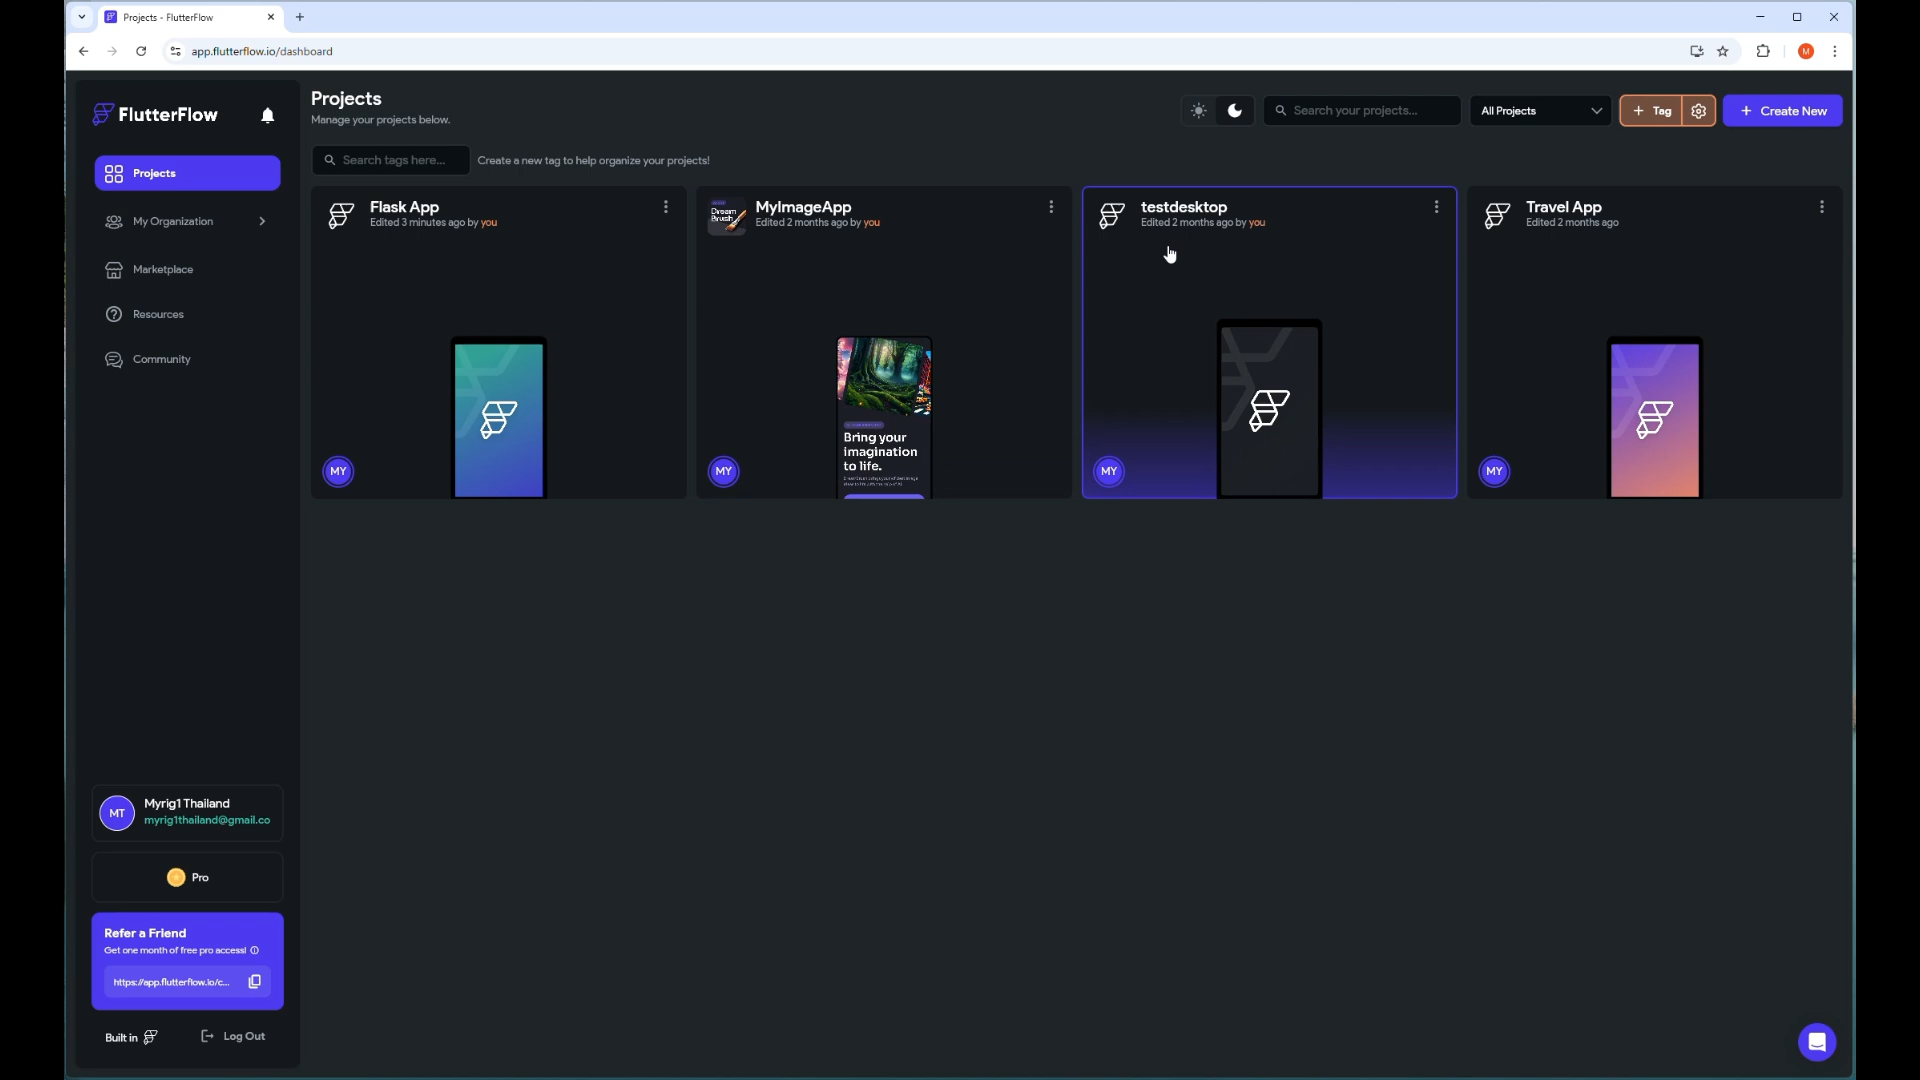 Projects - FlutterFlow
app.flutterflow.io/dashboard
M
FlutterFlow
Projects
My Organization
Marketplace
Resources
Community
Myrig1 Thailand
myrig1thailand@gmail.co
MT
Pro
Refer a Friend
Get one month of free pro access!
https://app.flutterflow.io/c...
Built in
Log Out
Projects
Manage your projects below.
Search your projects...
All Projects
+ Tag
+ Create New
Search tags here...
Create a new tag to help organize your projects!
Flask App
Edited 3 minutes ago by you
MY
Dream
Brush
MyImageApp
Edited 2 months ago by you
Bring your
imagination
to life.
MY
testdesktop
Edited 2 months ago by you
MY
Travel App
Edited 2 months ago
MY